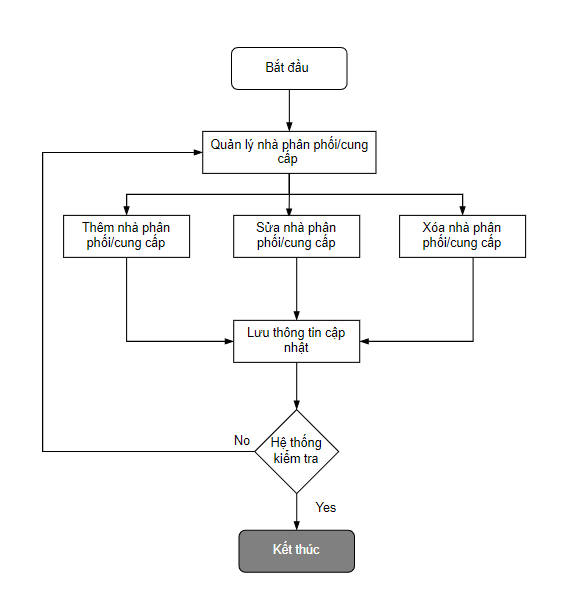 Bắt đầu
Quản lý nhà phân phối/cung
cấp
Thêm nhà phân
phối/cung cấp
Sửa nhà phân
phối/cung cấp
Xóa nhà phân
phối/cung cấp
Lưu thông tin cập
nhật
No
Hệ thống
kiểm tra
Yes
Kết thúc